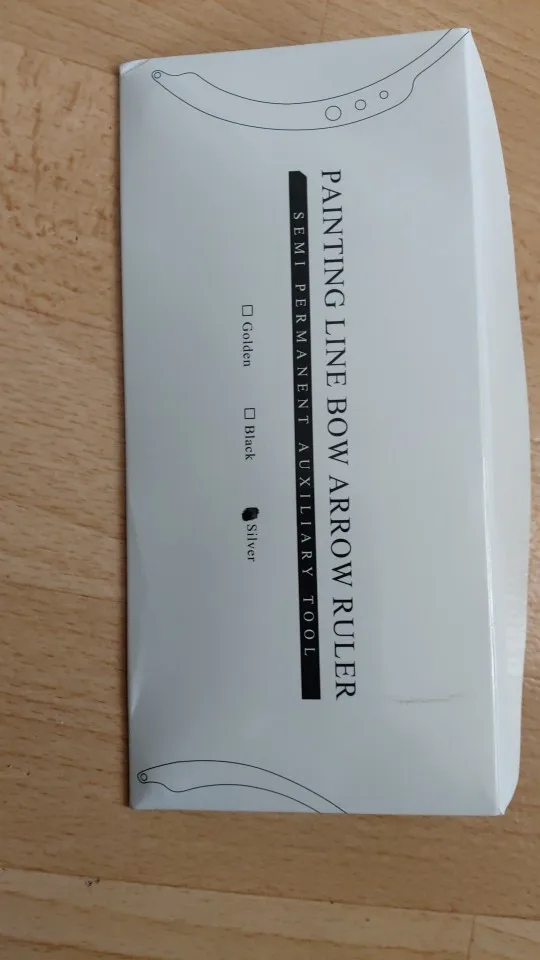 PAINTING LINE BOW ARROW RULER
SEMI PERMANENT AUXILIARY TOOL
Golden Black Silver